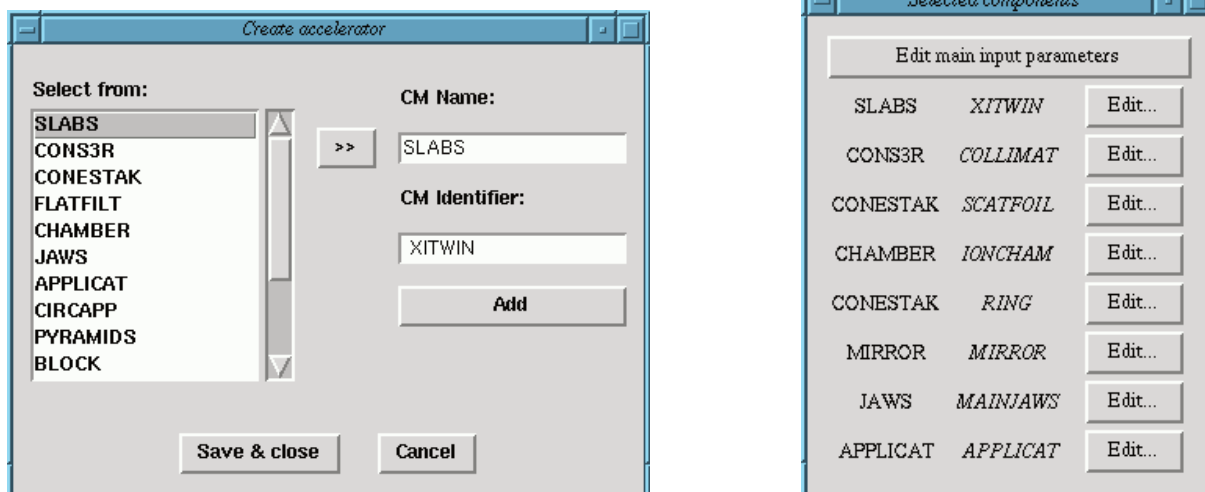 Create accelerator
Select from:
SLABS
CONS3R
CONESTAK
FLATFILT
CHAMBER
JAWS
APPLICAT
CIRCAPP
PYRAMIDS
BLOCK
>>
CM Name:
SLABS
CM Identifier:
XITWIN
Add
Save & close
Cancel
Selected components
Edit main input parameters
SLABS XITWIN Edit...
CONS3R COLLIMAT Edit...
CONESTAK SCATFOIL Edit...
CHAMBER IONCHAM Edit...
CONESTAK RING Edit...
MIRROR MIRROR Edit...
JAWS MAINJAWS Edit...
APPLICAT APPLICAT Edit...